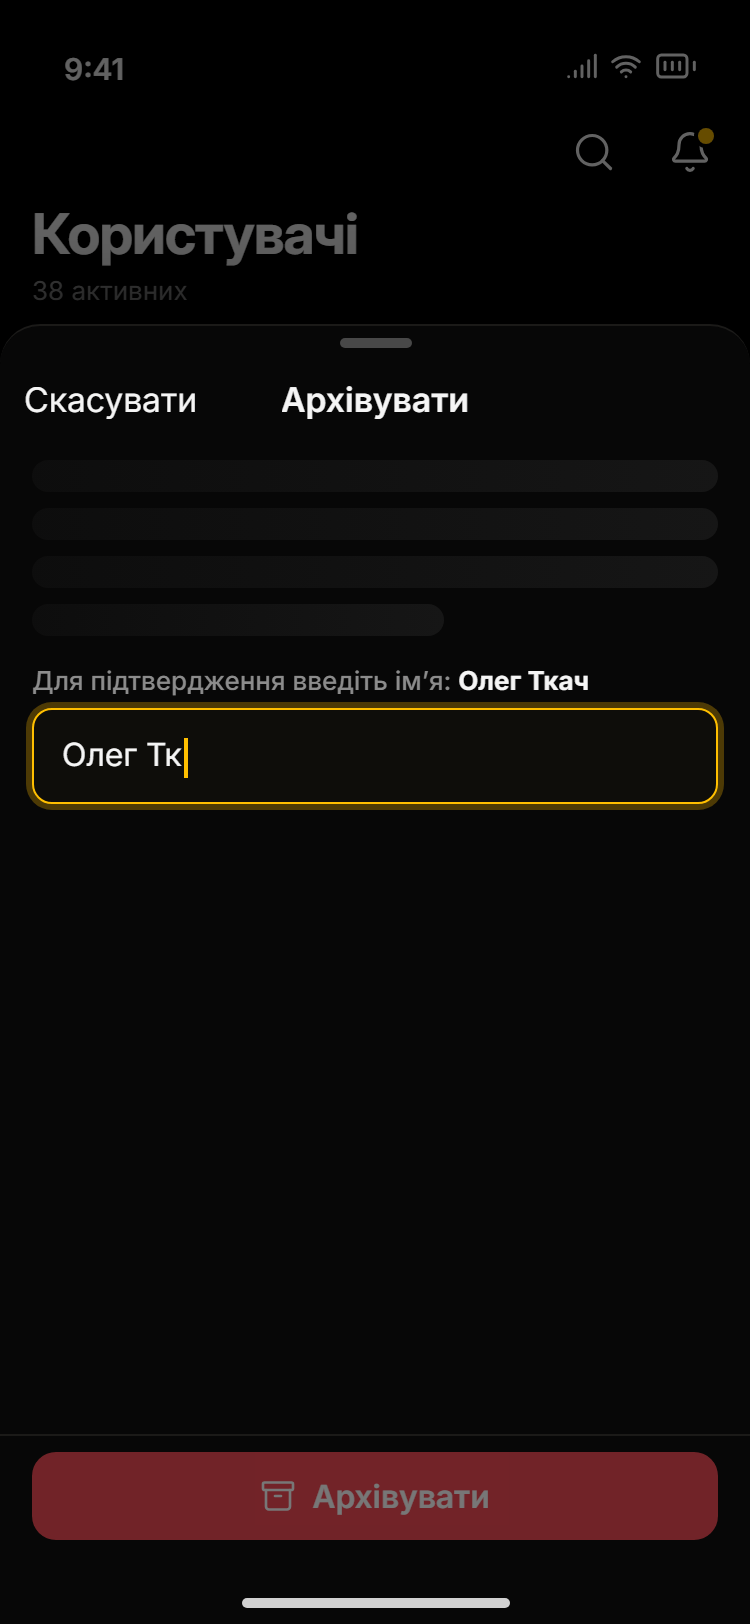 9:41
Користувачі
38 активних
Скасувати
Архівувати
Для підтвердження введіть ім’я: Олег Ткач
Олег Тк
Архівувати